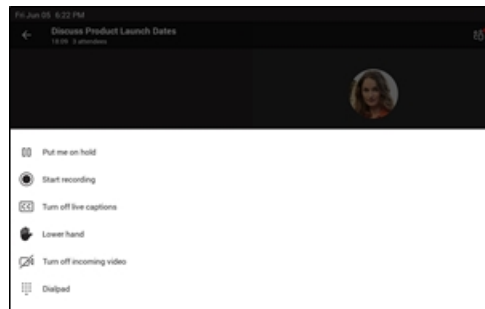 Fri Jun 05 6:22 PM
Discuss Product Launch Dates
18:09 3 attendees
Put me on hold
Start recording
CC Turn off live captions
Lower hand
Turn off incoming video
Dialpad